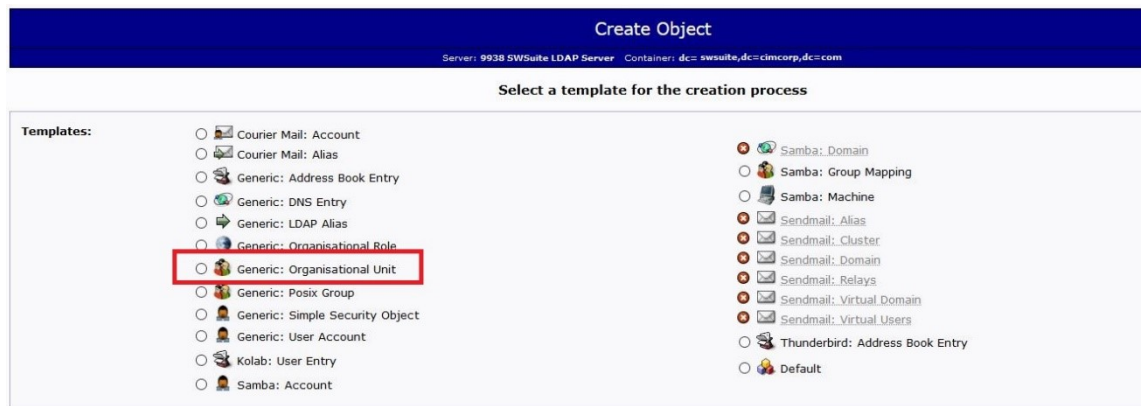 Create Object
Server: 9938 SWSuite LDAP Server Container: dc= swsuite,dc=cimcorp,dc=com
Select a template for the creation process
Templates:
Courier Mail: Account
Courier Mail: Alias
Generic: Address Book Entry
Generic: DNS Entry
Generic: LDAP Alias
Generic: Organisational Role
Generic: Organisational Unit
Generic: Posix Group
Generic: Simple Security Object
Generic: User Account
Kolab: User Entry
Samba: Account
Samba: Domain
Samba: Group Mapping
Samba: Machine
Sendmail: Alias
Sendmail: Cluster
Sendmail: Domain
Sendmail: Relays
Sendmail: Virtual Domain
Sendmail: Virtual Users
Thunderbird: Address Book Entry
Default